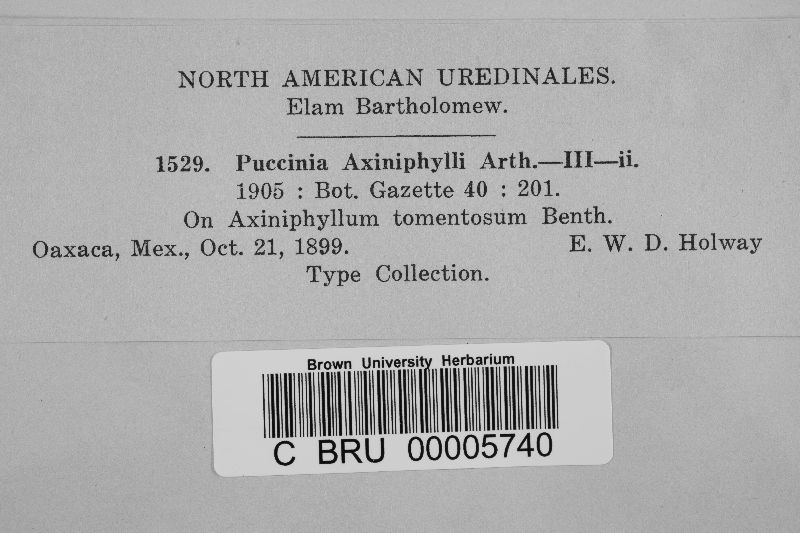 NORTH AMERICAN UREDINALES.
Elam Bartholomew.
1529. Puccinia Axiniphylli Arth.—III—ii.
1905 : Bot. Gazette 40 : 201.
On Axiniphyllum tomentosum Benth.
Oaxaca, Mex., Oct. 21, 1899. E. W. D. Holway
Type Collection.
Brown University Herbarium
C BRU 00005740